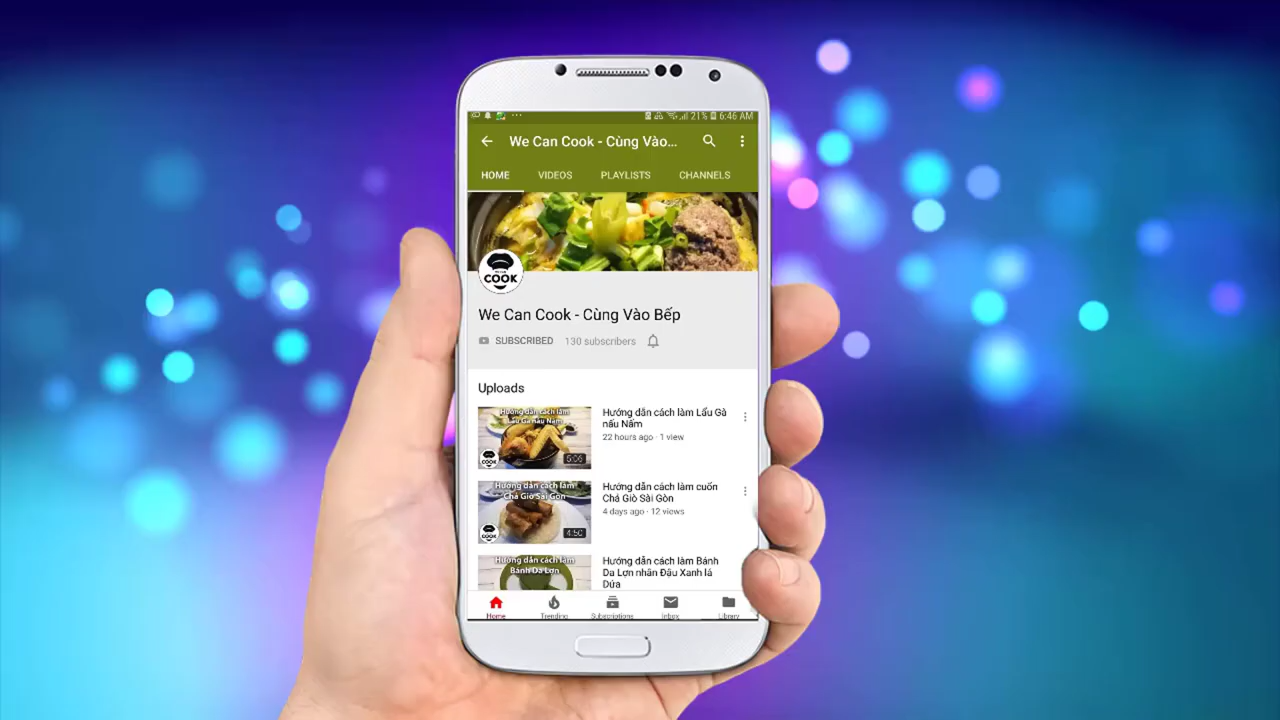 21% 6:46 AM
We Can Cook - Cùng Vào...
HOME VIDEOS PLAYLISTS CHANNELS
COOK
We Can Cook - Cùng Vào Bếp
SUBSCRIBED 130 subscribers
Uploads
Hướng dẫn cách làm
Lẩu Gà nấu Nấm
COOK
5:06
Hướng dẫn cách làm Lẩu Gà
nấu Nấm
22 hours ago · 1 view
Hướng dẫn cách làm
Chả Giò Sài Gòn
COOK
4:50
Hướng dẫn cách làm cuốn
Chả Giò Sài Gòn
4 days ago · 12 views
Hướng dẫn cách làm
Bánh Da Lợn
Hướng dẫn cách làm Bánh
Da Lợn nhân Đậu Xanh lá
Dứa
Home Trending Subscriptions Inbox Library